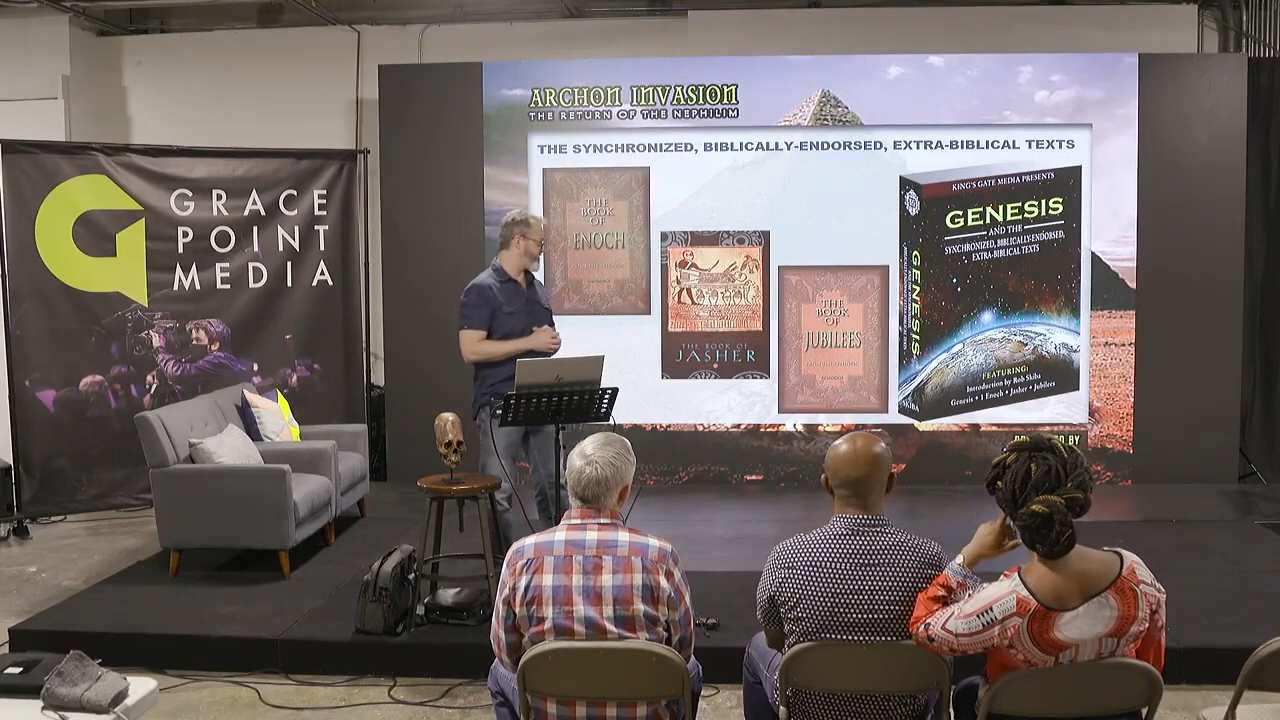 GRACE
POINT
MEDIA
ARCHON INVASION
THE RETURN OF THE NEPHILIM
THE SYNCHRONIZED, BIBLICALLY-ENDORSED, EXTRA-BIBLICAL TEXTS
THE
BOOK
OF
ENOCH
THE BOOK OF
JASHER
THE
BOOK
OF
JUBILEES
KING'S GATE MEDIA PRESENTS
GENESIS
AND THE
SYNCHRONIZED, BIBLICALLY-ENDORSED,
EXTRA-BIBLICAL TEXTS
FEATURING:
Introduction by Rob Skiba
Genesis • 1 Enoch • Jasher • Jubilees
GENESIS
SKIBA